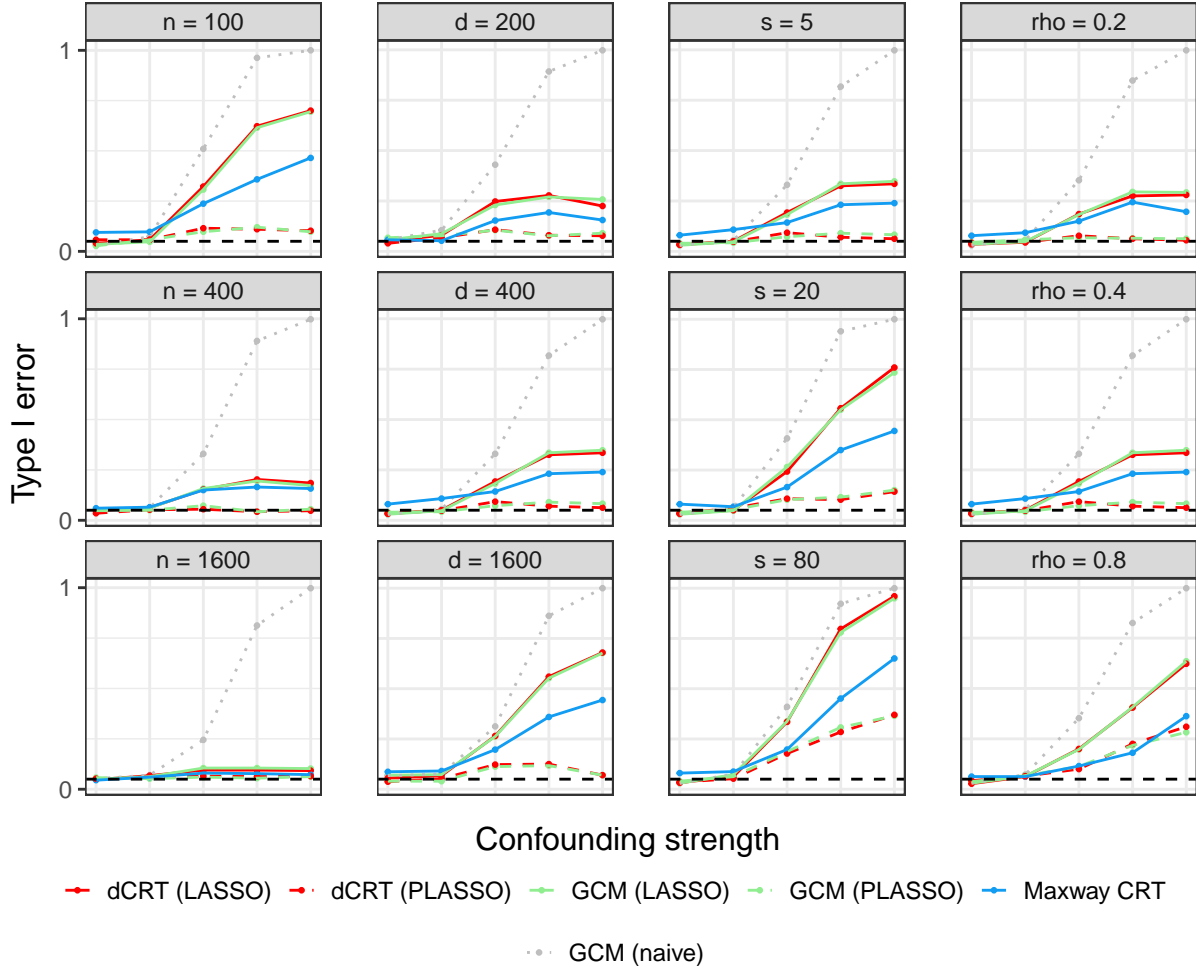 n = 100
d = 200
s = 5
rho = 0.2
1
0
n = 400
d = 400
s = 20
rho = 0.4
1
0
Type I error
n = 1600
d = 1600
s = 80
rho = 0.8
1
0
Confounding strength
dCRT (LASSO)
dCRT (PLASSO)
GCM (LASSO)
GCM (PLASSO)
Maxway CRT
GCM (naive)